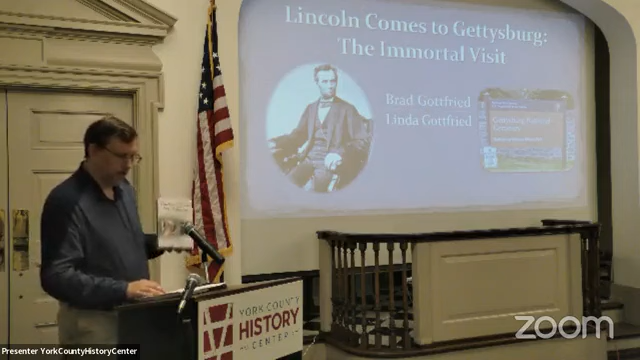 Lincoln Comes to Gettysburg:
The Immortal Visit
Brad Gottfried
Linda Gottfried
YORK COUNTY
HISTORY
CENTER
zoom
Presenter YorkCountyHistoryCenter